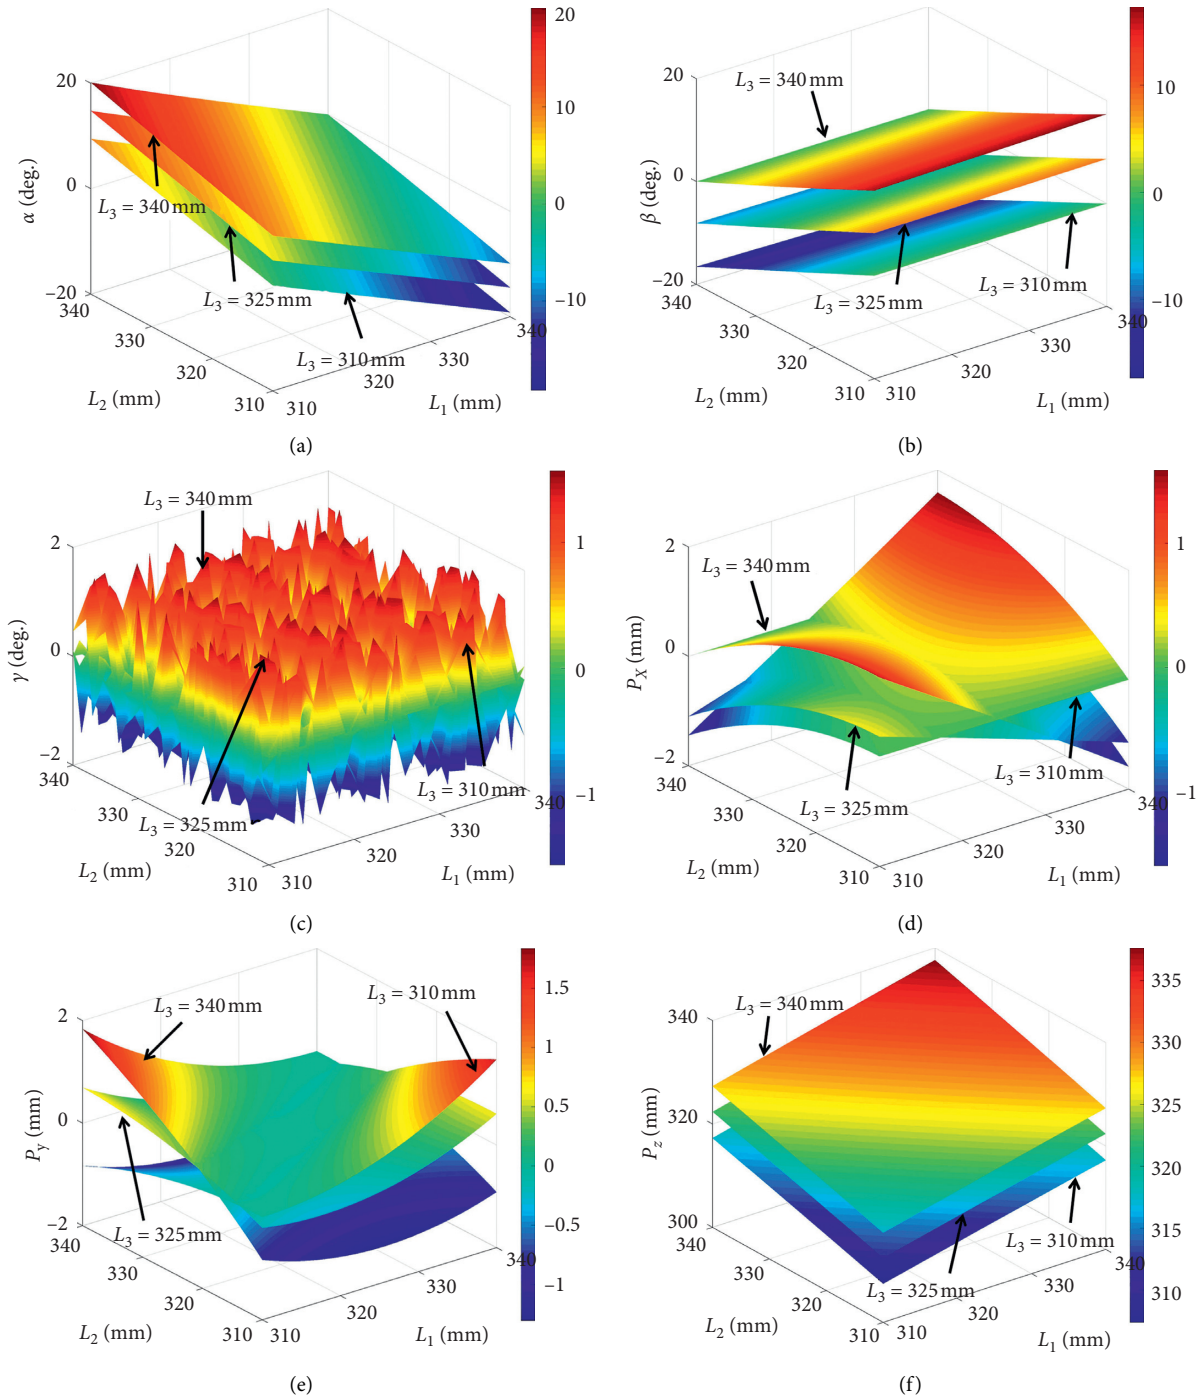 20
10
0
−10
20
0
−20
α (deg.)
L3 = 340 mm
L3 = 325 mm
L3 = 310 mm
340
330
320
310
L2 (mm)
310
320
330
340
L1 (mm)
(a)
10
0
−10
20
0
−20
β (deg.)
L3 = 340 mm
L3 = 325 mm
L3 = 310 mm
340
330
320
310
L2 (mm)
310
320
330
340
L1 (mm)
(b)
1
0
−1
2
0
−2
γ (deg.)
L3 = 340 mm
L3 = 310 mm
L3 = 325 mm
340
330
320
310
L2 (mm)
310
320
330
340
L1 (mm)
(c)
1
0
−1
2
0
−2
PX (mm)
L3 = 340 mm
L3 = 310 mm
L3 = 325 mm
340
330
320
310
L2 (mm)
310
320
330
340
L1 (mm)
(d)
1.5
1
0
−0.5
−1
2
0
−2
Py (mm)
L3 = 340 mm
L3 = 310 mm
L3 = 325 mm
340
330
320
310
L2 (mm)
310
320
330
340
L1 (mm)
(e)
335
330
325
320
315
310
340
320
300
Pz (mm)
L3 = 340 mm
L3 = 310 mm
L3 = 325 mm
340
330
320
310
L2 (mm)
310
320
330
340
L1 (mm)
(f)